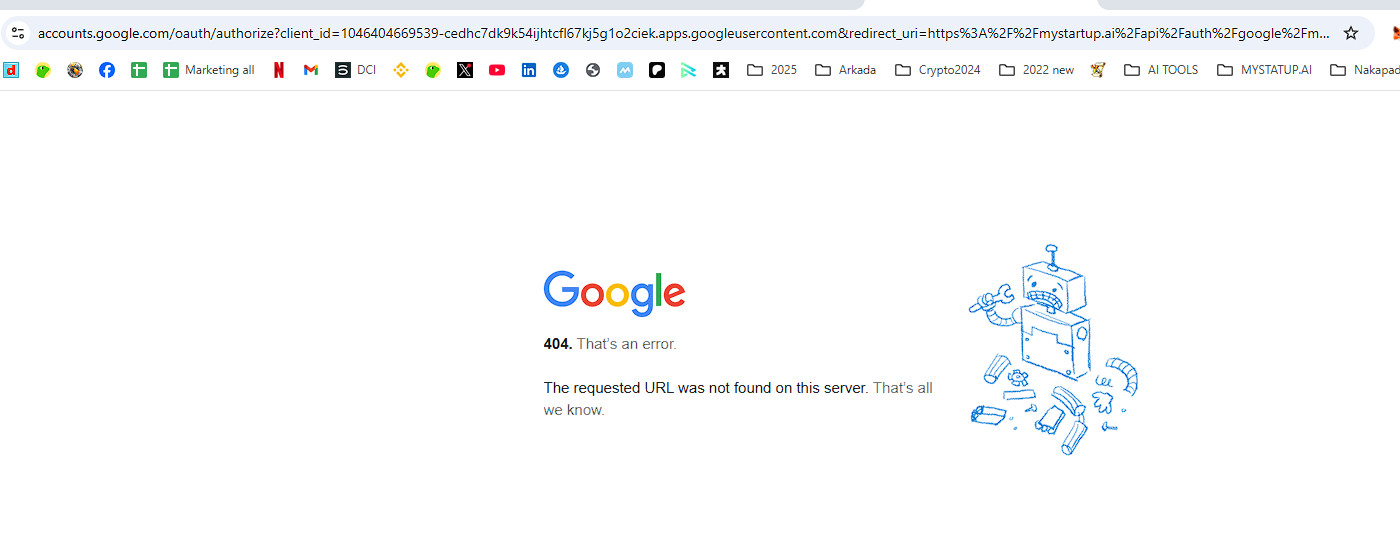 accounts.google.com/oauth/authorize?client_id=1046404669539-cedhc7dk9k54ijhtcfl67kj5g1o2ciek.apps.googleusercontent.com&redirect_uri=https%3A%2F%2Fmystartup.ai%2Fapi%2Fauth%2Fgoogle%2Fm...
Marketing all DCI 2025 Arkada Crypto2024 2022 new AI TOOLS MYSTATUP.AI Nakapad
Google
404. That's an error.
The requested URL was not found on this server. That's all
we know.